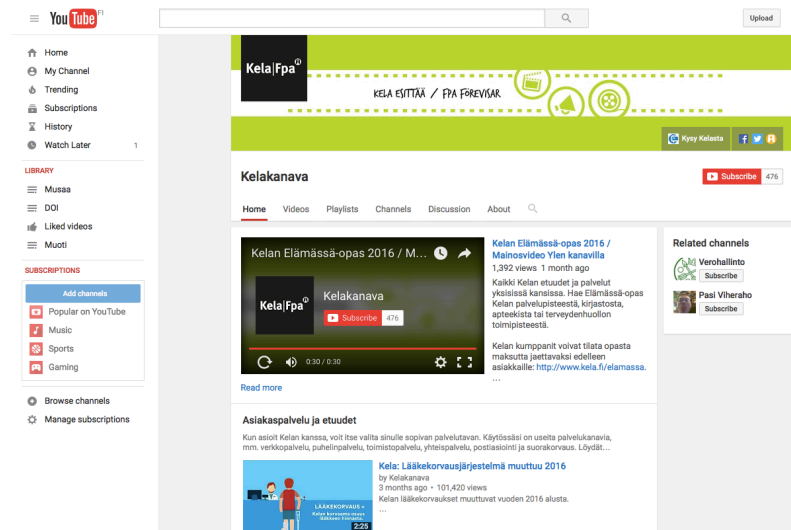 YouTube FI
Upload
Home
My Channel
Trending
Subscriptions
History
Watch Later 1
LIBRARY
Musaa
DOI
Liked videos
Muoti
SUBSCRIPTIONS
Add channels
Popular on YouTube
Music
Sports
Gaming
Browse channels
Manage subscriptions
Kela|Fpa
KELA ESITTÄÄ / FPA FÖREVISAR
Kysy Kelasta
Kelakanava
Subscribe 476
Home Videos Playlists Channels Discussion About
Kelan Elämässä-opas 2016 / M...
Kela|Fpa
Kelakanava
Subscribe 476
0:30 / 0:30
Kelan Elämässä-opas 2016 /
Mainosvideo Ylen kanavilla
1,392 views 1 month ago
Kaikki Kelan etuudet ja palvelut
yksissä kansissa. Hae Elämässä-opas
Kelan palvelupisteestä, kirjastosta,
apteekista tai terveydenhuollon
toimipisteestä.
Kelan kumppanit voivat tilata opasta
maksutta jaettavaksi edelleen
asiakkaille: http://www.kela.fi/elamassa.
...
Read more
Related channels
Verohallinto
Subscribe
Pasi Viheraho
Subscribe
Asiakaspalvelu ja etuudet
Kun asioit Kelan kanssa, voit itse valita sinulle sopivan palvelutavan. Käytössäsi on useita palvelukanavia,
mm. verkkopalvelu, puhelinpalvelu, toimistopalvelu, yhteispalvelu, postiasiointi ja suorakorvaus. Löydät...
Kela: Lääkekorvausjärjestelmä muuttuu 2016
by Kelakanava
3 months ago • 101,420 views
Kelan lääkekorvaukset muuttuvat vuoden 2016 alusta.
...
LÄÄKEKORVAUS =
Kelan korvaama osuus
lääkkeen hinnasta.
2:25